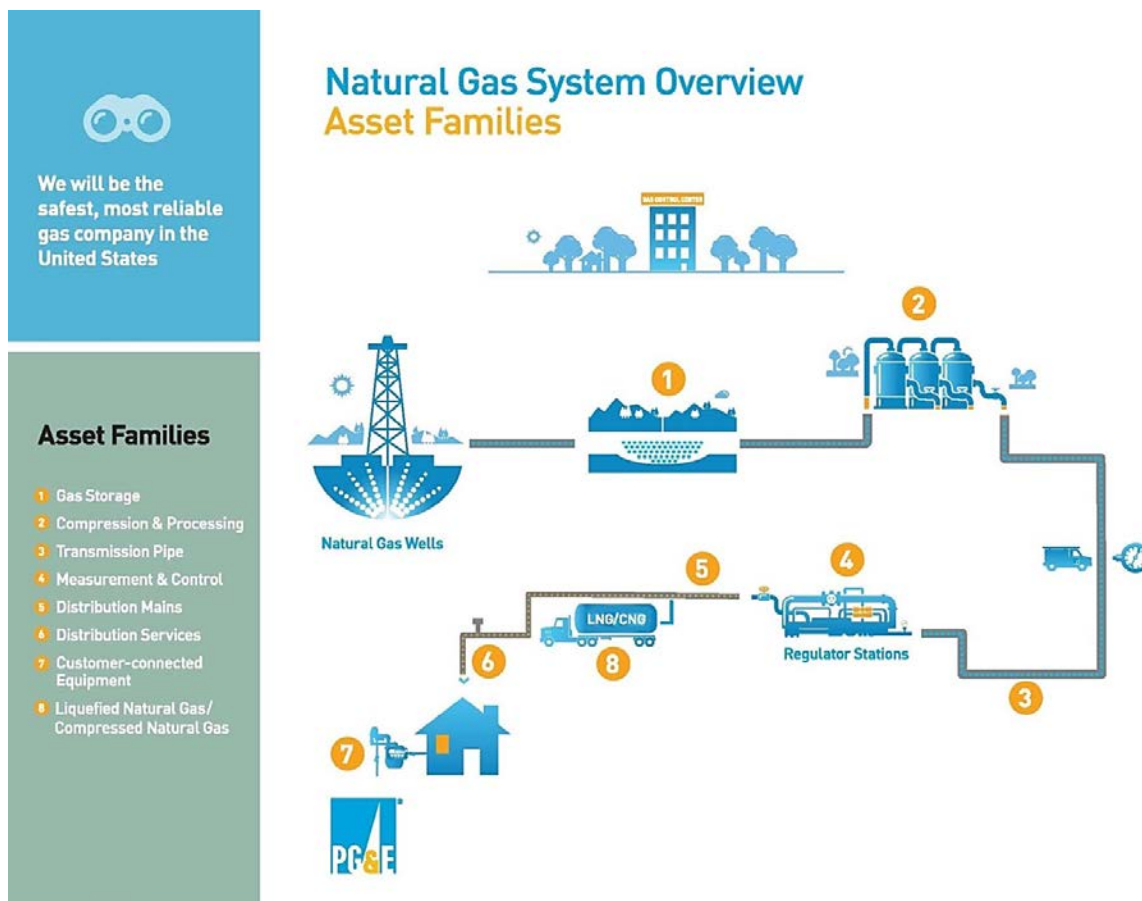 We will be the
safest, most reliable
gas company in the
United States
Natural Gas System Overview
Asset Families
GAS CONTROL CENTER
Asset Families
1 Gas Storage
2 Compression & Processing
3 Transmission Pipe
4 Measurement & Control
5 Distribution Mains
6 Distribution Services
7 Customer-connected
Equipment
8 Liquefied Natural Gas/
Compressed Natural Gas
2
1
Natural Gas Wells
5
4
LNG/CNG
6
8
Regulator Stations
3
7
PG&E®